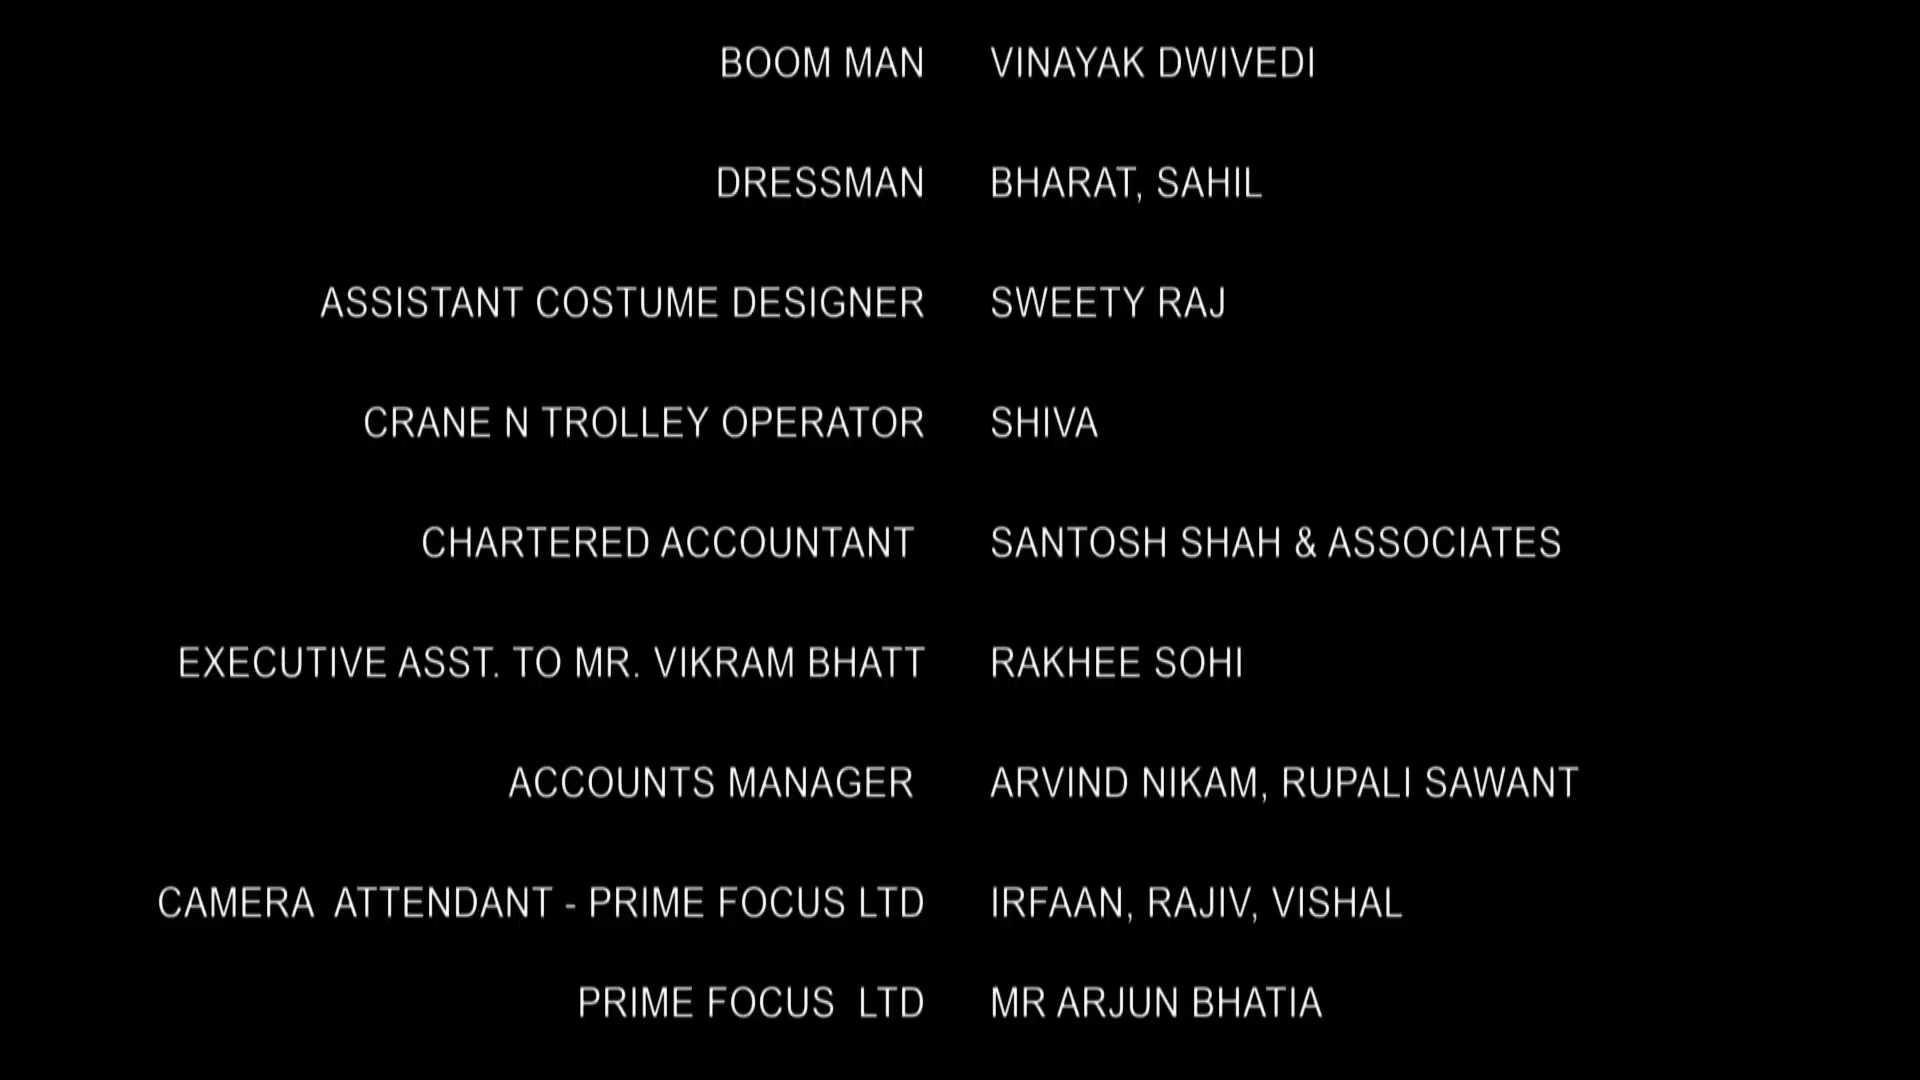 BOOM MAN VINAYAK DWIVEDI
DRESSMAN BHARAT, SAHIL
ASSISTANT COSTUME DESIGNER SWEETY RAJ
CRANE N TROLLEY OPERATOR SHIVA
CHARTERED ACCOUNTANT SANTOSH SHAH & ASSOCIATES
EXECUTIVE ASST. TO MR. VIKRAM BHATT RAKHEE SOHI
ACCOUNTS MANAGER ARVIND NIKAM, RUPALI SAWANT
CAMERA ATTENDANT - PRIME FOCUS LTD IRFAAN, RAJIV, VISHAL
PRIME FOCUS LTD MR ARJUN BHATIA